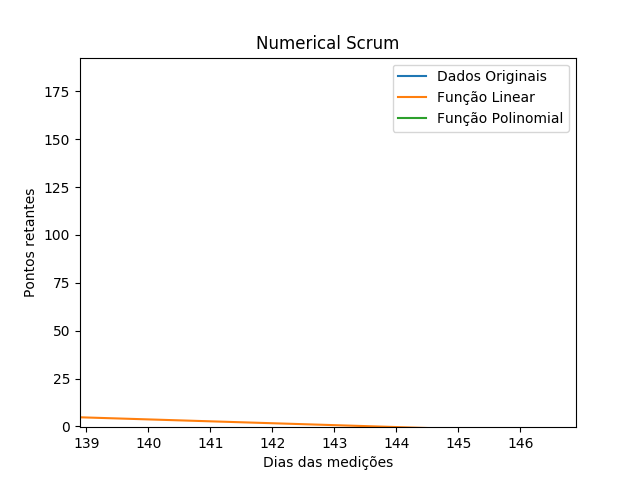 Numerical Scrum
Dados Originais
Função Linear
Função Polinomial
Pontos retantes
175
150
125
100
75
50
25
0
139 140 141 142 143 144 145 146
Dias das medições